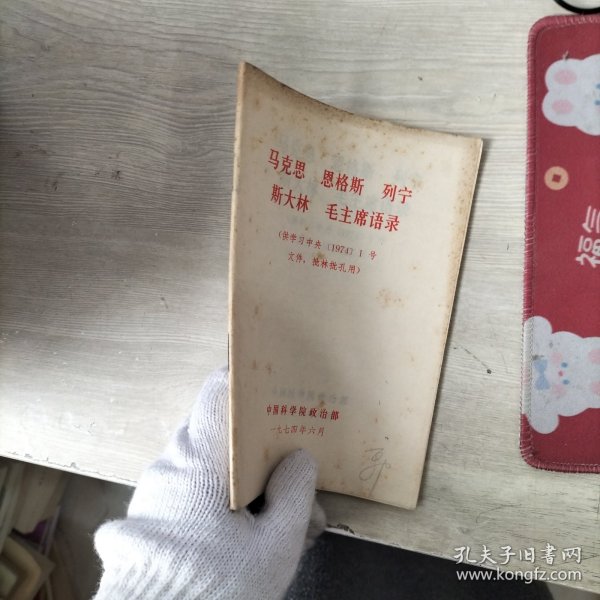 马克思 恩格斯 列宁
斯大林 毛主席语录
(供学习中央〔1974〕1号
文件,批林批孔用)
中国科学院政治部
一九七四年六月
福气
孔夫子旧书网
www.kongfz.com